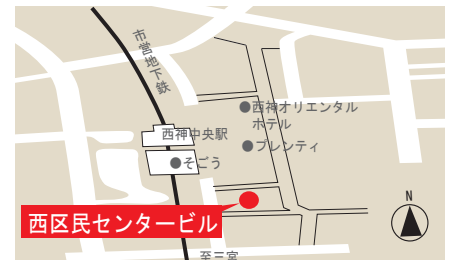 市営地下鉄
西神オリエンタル
ホテル
西神中央駅
プレンティ
そごう
西区民センタービル
N
至三宮